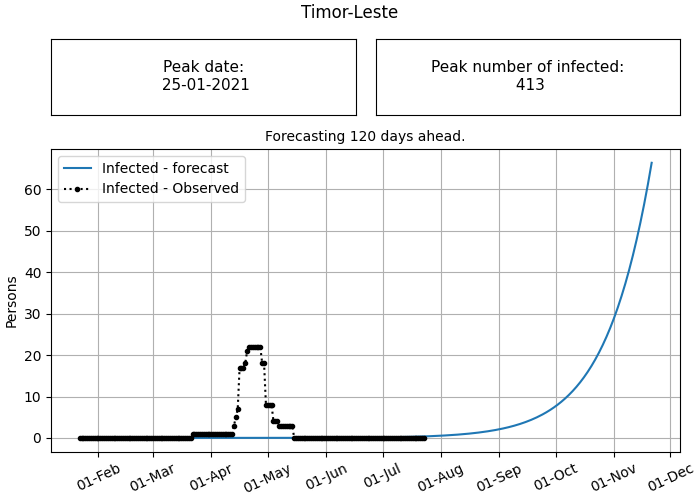 Timor-Leste
Peak date:
25-01-2021
Peak number of infected:
413
Forecasting 120 days ahead.
Infected - forecast
Infected - Observed
Persons
60
50
40
30
20
10
0
01-Feb
01-Mar
01-Apr
01-May
01-Jun
01-Jul
01-Aug
01-Sep
01-Oct
01-Nov
01-Dec